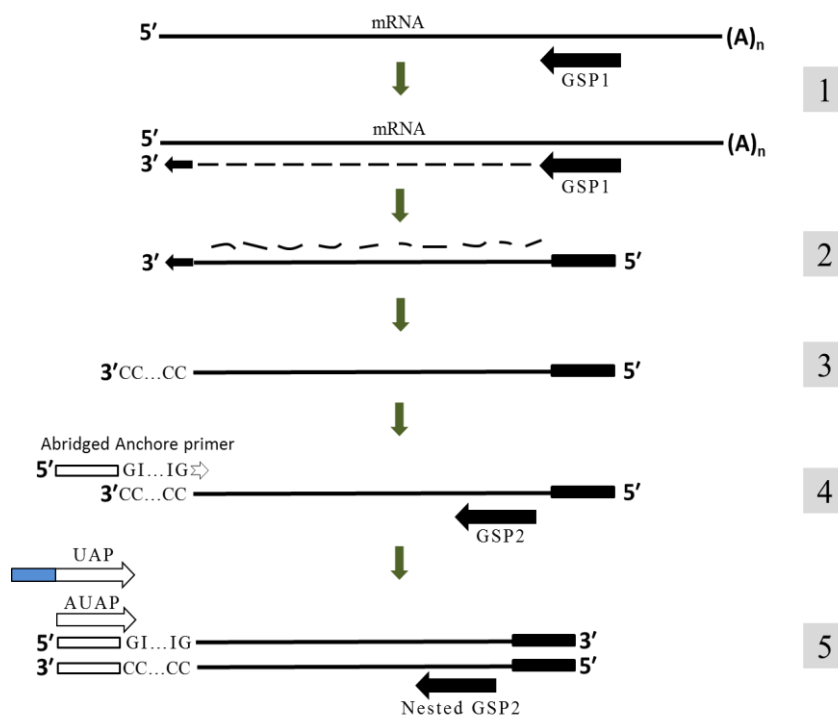 mRNA
5′ (A)n
GSP1
1
mRNA
5′ (A)n
3′
GSP1
3′ 5′
2
3′CC...CC 5′
3
Abridged Anchore primer
5′ GI...IG
3′CC...CC 5′
4
GSP2
UAP
AUAP
5′ GI...IG 3′
3′ CC...CC 5′
5
Nested GSP2